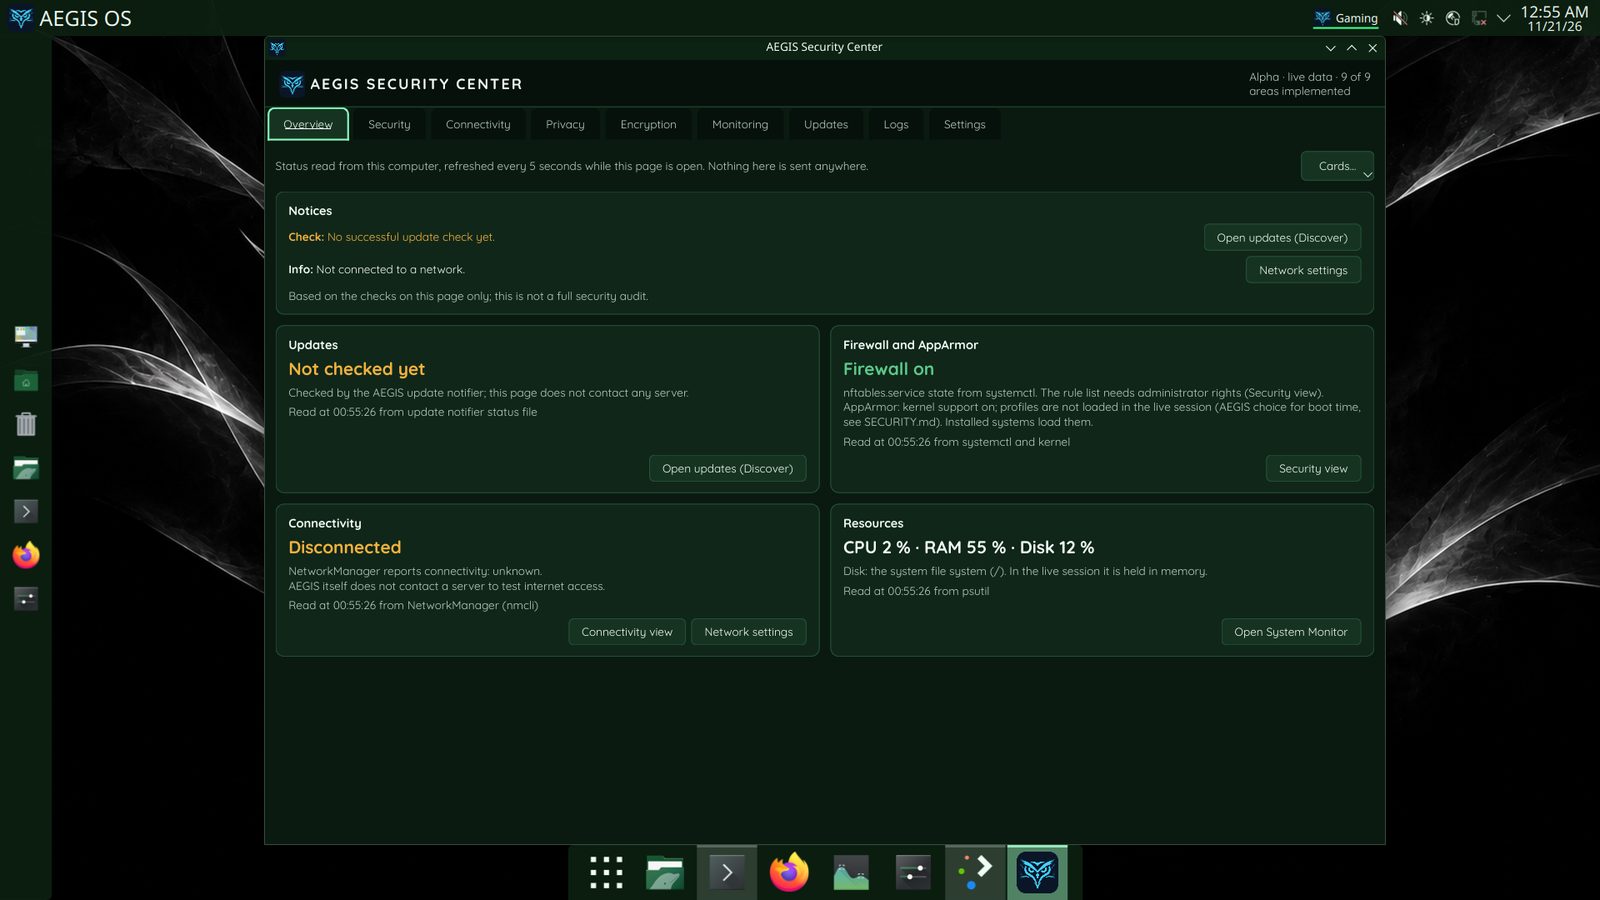 AEGIS OS
Gaming
12:55 AM
11/21/26
AEGIS Security Center
AEGIS SECURITY CENTER
Alpha · live data · 9 of 9
areas implemented
Overview
Security
Connectivity
Privacy
Encryption
Monitoring
Updates
Logs
Settings
Status read from this computer, refreshed every 5 seconds while this page is open. Nothing here is sent anywhere.
Cards...
Notices
Check: No successful update check yet.
Open updates (Discover)
Info: Not connected to a network.
Network settings
Based on the checks on this page only; this is not a full security audit.
Updates
Not checked yet
Checked by the AEGIS update notifier; this page does not contact any server.
Read at 00:55:26 from update notifier status file
Open updates (Discover)
Firewall and AppArmor
Firewall on
nftables.service state from systemctl. The rule list needs administrator rights (Security view).
AppArmor: kernel support on; profiles are not loaded in the live session (AEGIS choice for boot time,
see SECURITY.md). Installed systems load them.
Read at 00:55:26 from systemctl and kernel
Security view
Connectivity
Disconnected
NetworkManager reports connectivity: unknown.
AEGIS itself does not contact a server to test internet access.
Read at 00:55:26 from NetworkManager (nmcli)
Connectivity view
Network settings
Resources
CPU 2 % · RAM 55 % · Disk 12 %
Disk: the system file system (/). In the live session it is held in memory.
Read at 00:55:26 from psutil
Open System Monitor